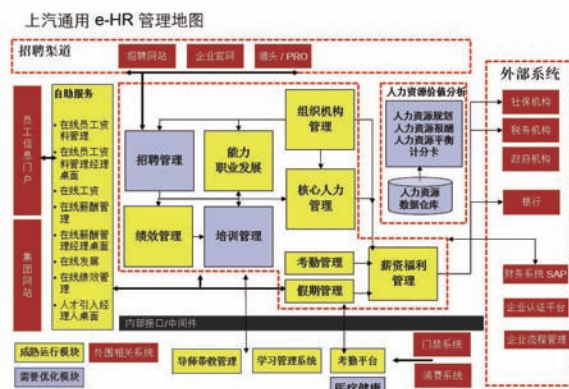 上汽通用 e-HR 管理地图
招聘渠道
招聘网站
企业官网
猎头 / PRO
外部系统
员工信息门户
集团网站
自助服务
• 在线员工资
料管理
• 在线员工资
料管理经理
桌面
• 在线工资
• 在线薪酬管
理
• 在线薪酬管
理经理桌面
• 在线发展
• 在线绩效管
理
• 人才引入经
理人桌面
招聘管理
能力
职业发展
组织机构
管理
核心人力
管理
绩效管理
培训管理
考勤管理
假期管理
薪资福利
管理
人力资源价值分析
人力资源规划
人力资源报酬
人力资源平衡
计分卡
人力资源
数据仓库
社保机构
税务机构
政府机构
银行
财务系统 SAP
企业认证平台
企业流程管理
内部接口/中间件
成熟运行模块
外围相关系统
需要优化模块
导师带教管理
学习管理系统
考勤平台
医疗健康
门禁系统
消费系统